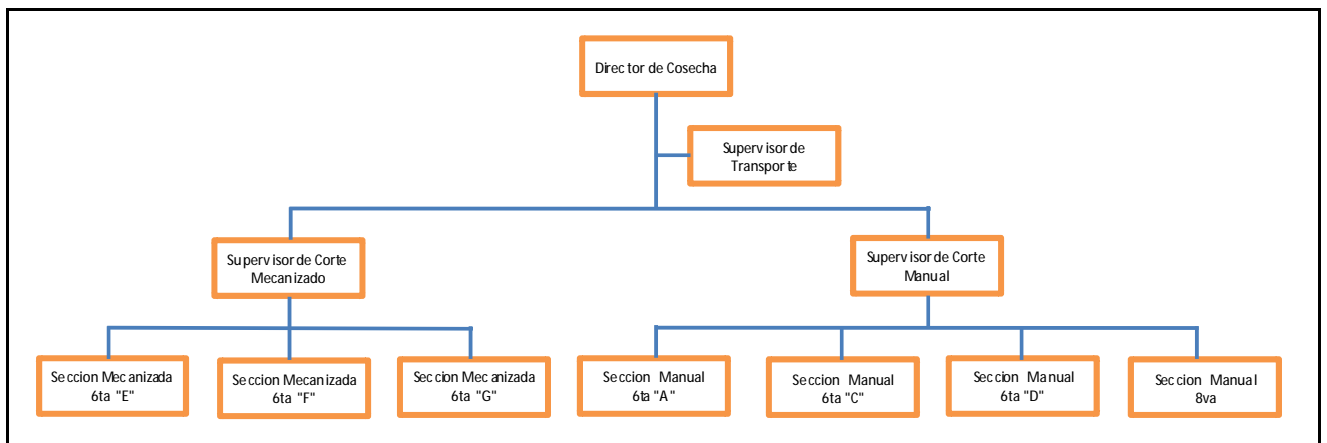 Director de Cosecha
Supervisor de
Transporte
Supervisor de Corte
Mecanizado
Supervisor de Corte
Manual
Seccion Mecanizada
6ta "E"
Seccion Mecanizada
6ta "F"
Seccion Mecanizada
6ta "G"
Seccion Manual
6ta "A"
Seccion Manual
6ta "C"
Seccion Manual
6ta "D"
Seccion Manual
8va